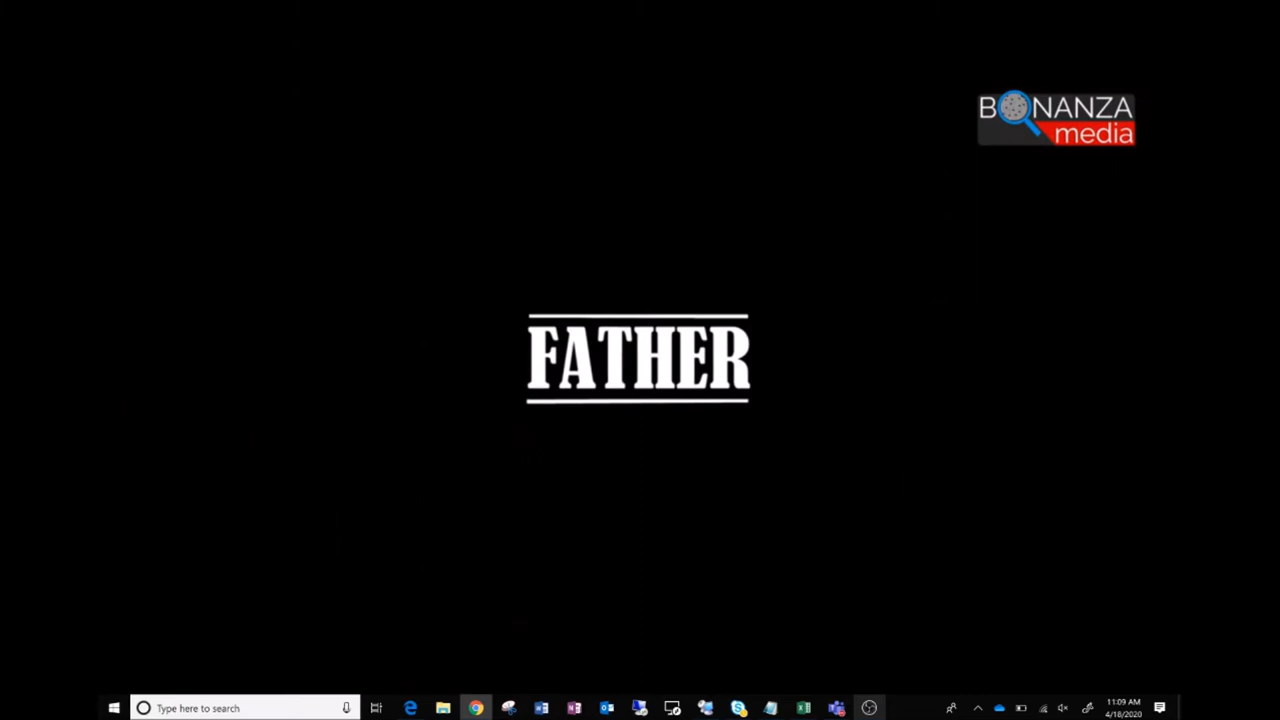 BONANZA
media
FATHER
Type here to search
11:09 AM
4/18/2020